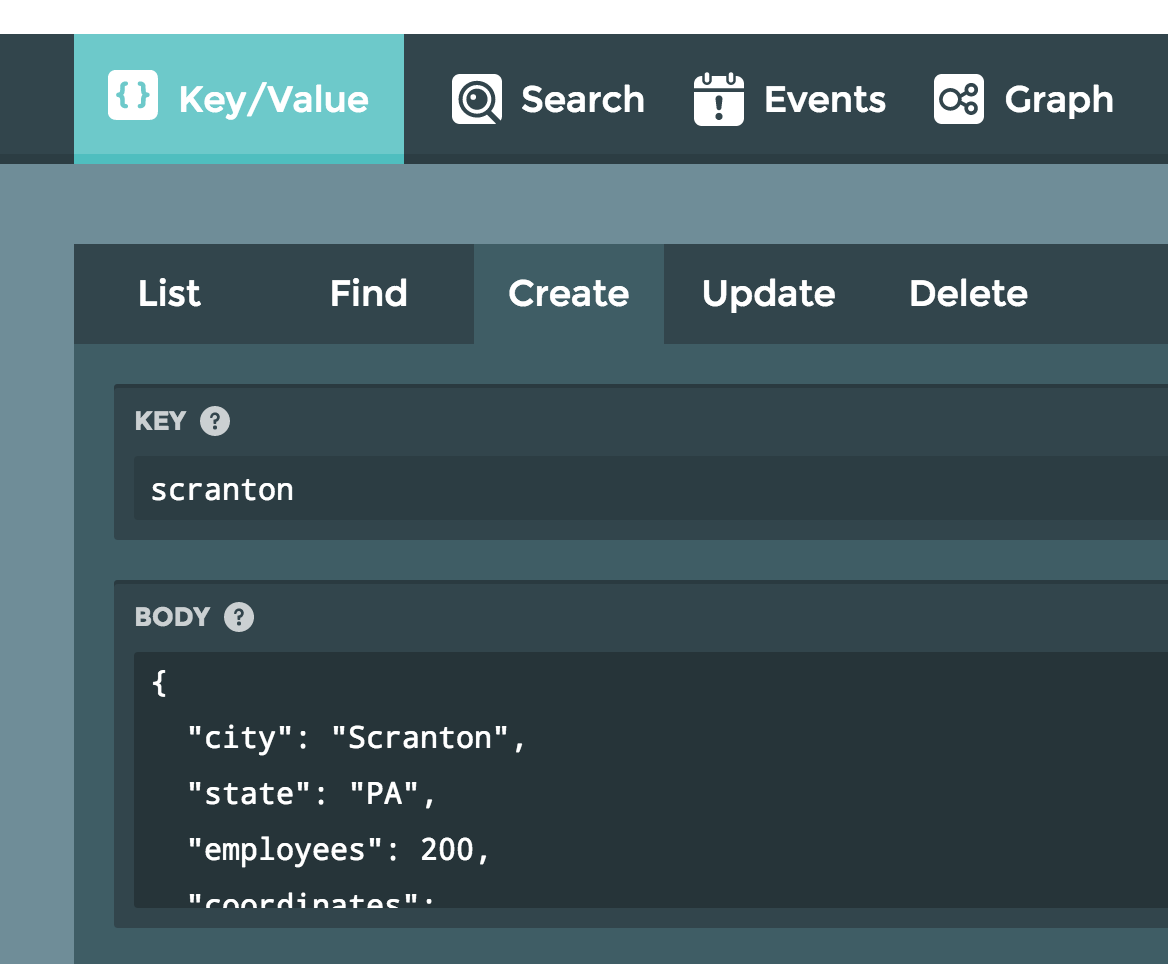 Key/Value Search Events Graph
List Find Create Update Delete
KEY ?
scranton
BODY ?
{
"city": "Scranton",
"state": "PA",
"employees": 200,
"coordinates":